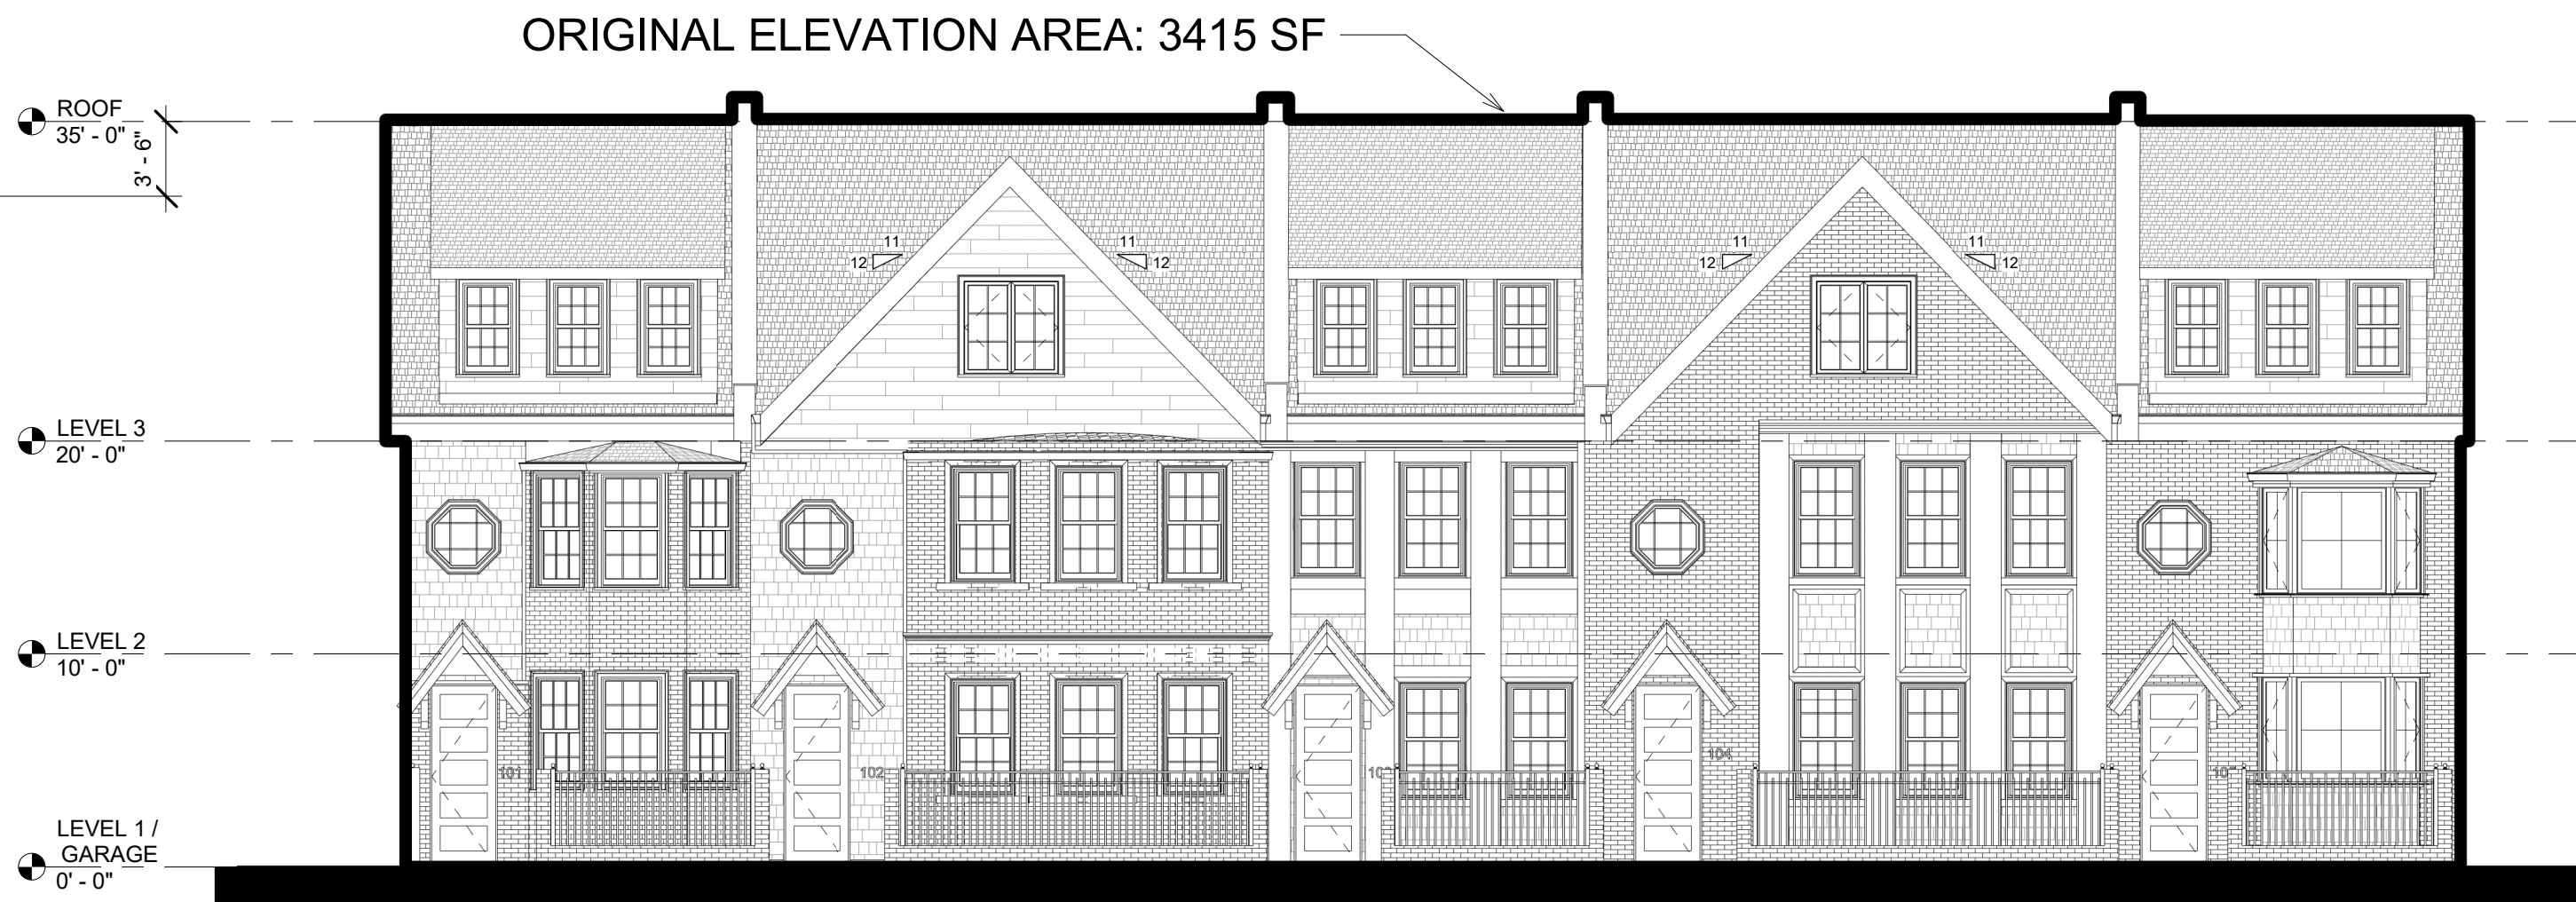 ORIGINAL ELEVATION AREA: 3415 SF
ROOF
35' - 0"
3' - 6"
11
12
11
12
11
12
11
12
LEVEL 3
20' - 0"
LEVEL 2
10' - 0"
101
102
104
LEVEL 1 /
GARAGE
0' - 0"